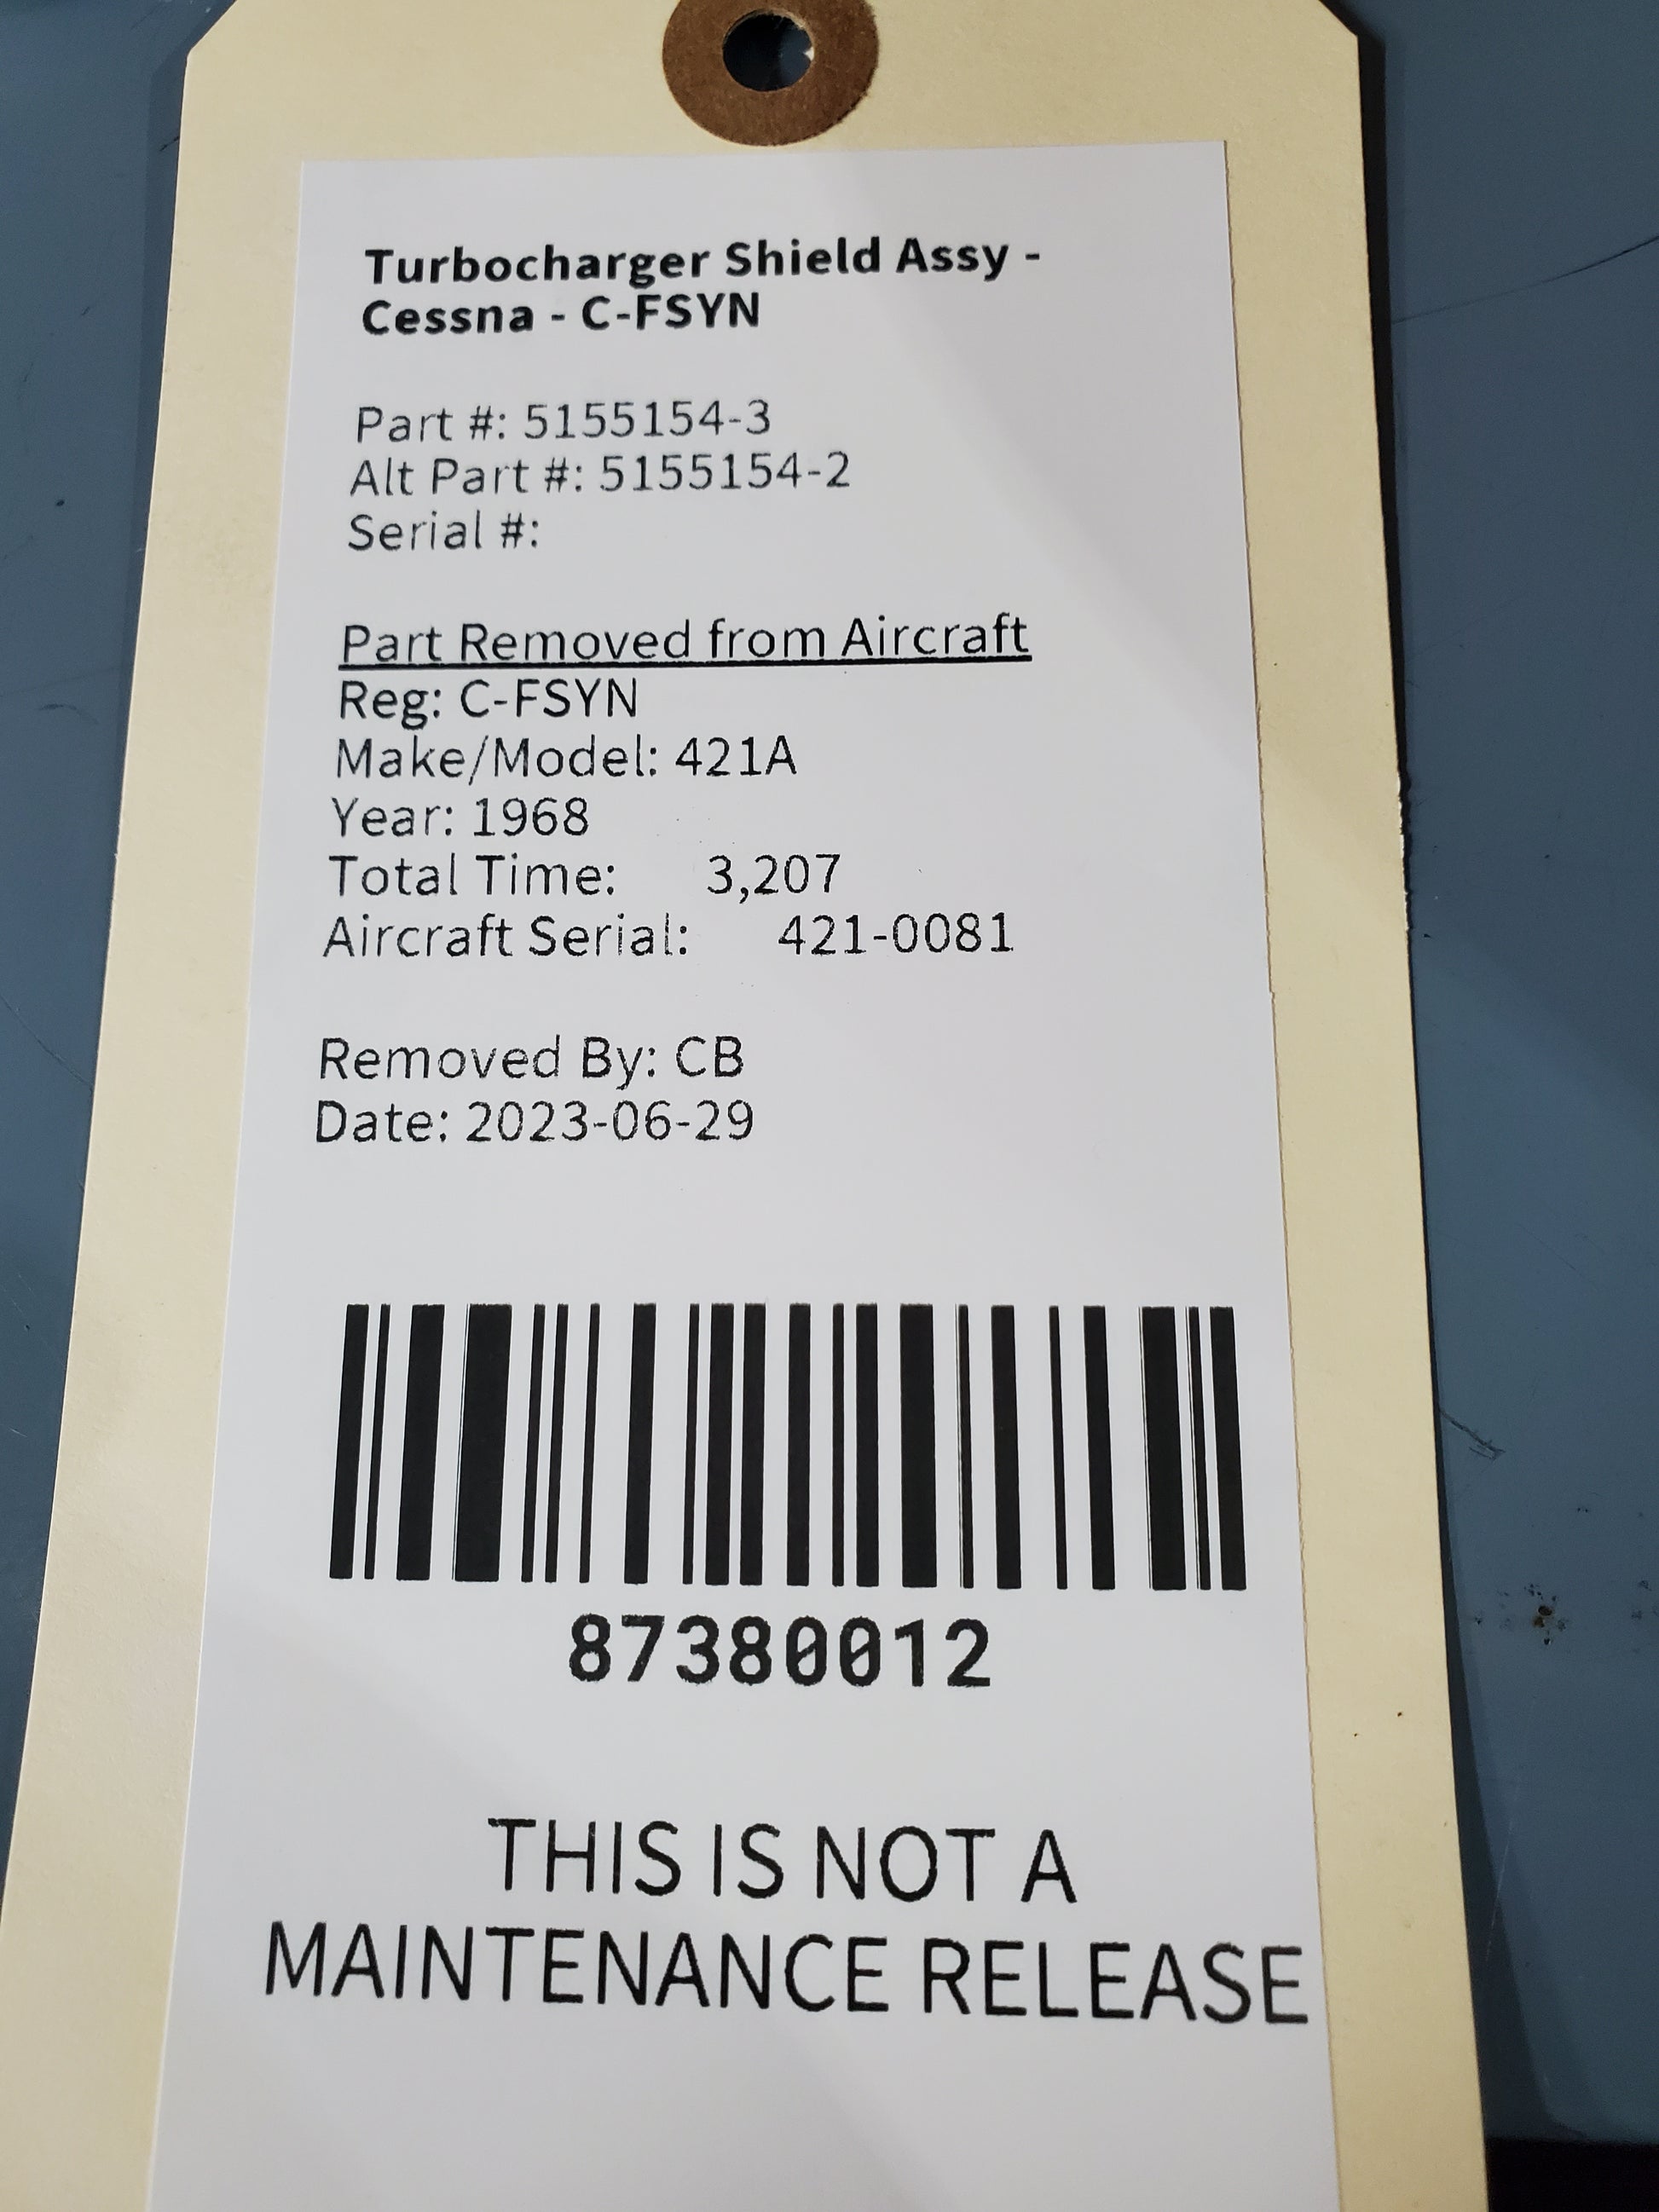 Turbocharger Shield Assy -
Cessna - C-FSYN
Part #: 5155154-3
Alt Part #: 5155154-2
Serial #:
Part Removed from Aircraft
Reg: C-FSYN
Make/Model: 421A
Year: 1968
Total Time: 3,207
Aircraft Serial: 421-0081
Removed By: CB
Date: 2023-06-29
87380012
THIS IS NOT A
MAINTENANCE RELEASE